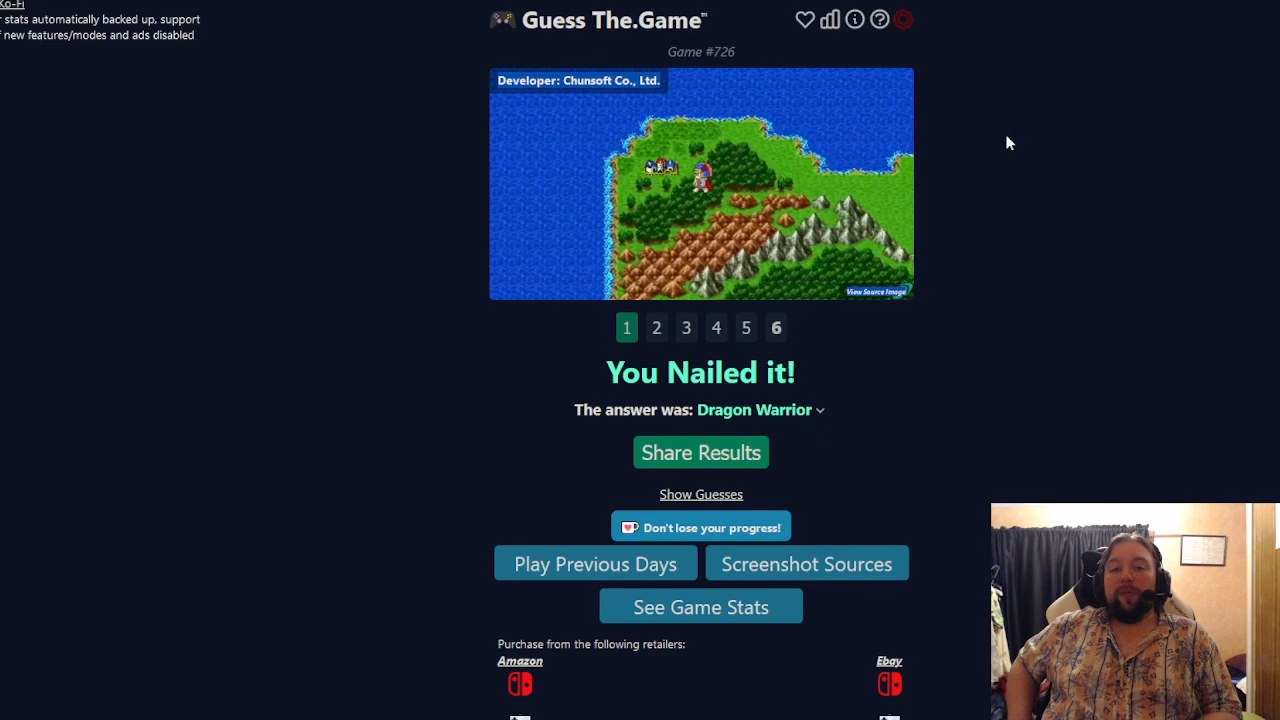 Ko-Fi
r stats automatically backed up, support
f new features/modes and ads disabled
Guess The.Game™
Game #726
Developer: Chunsoft Co., Ltd.
View Source Image
1 2 3 4 5 6
You Nailed it!
The answer was: Dragon Warrior
Share Results
Show Guesses
Don't lose your progress!
Play Previous Days Screenshot Sources
See Game Stats
Purchase from the following retailers:
Amazon Ebay